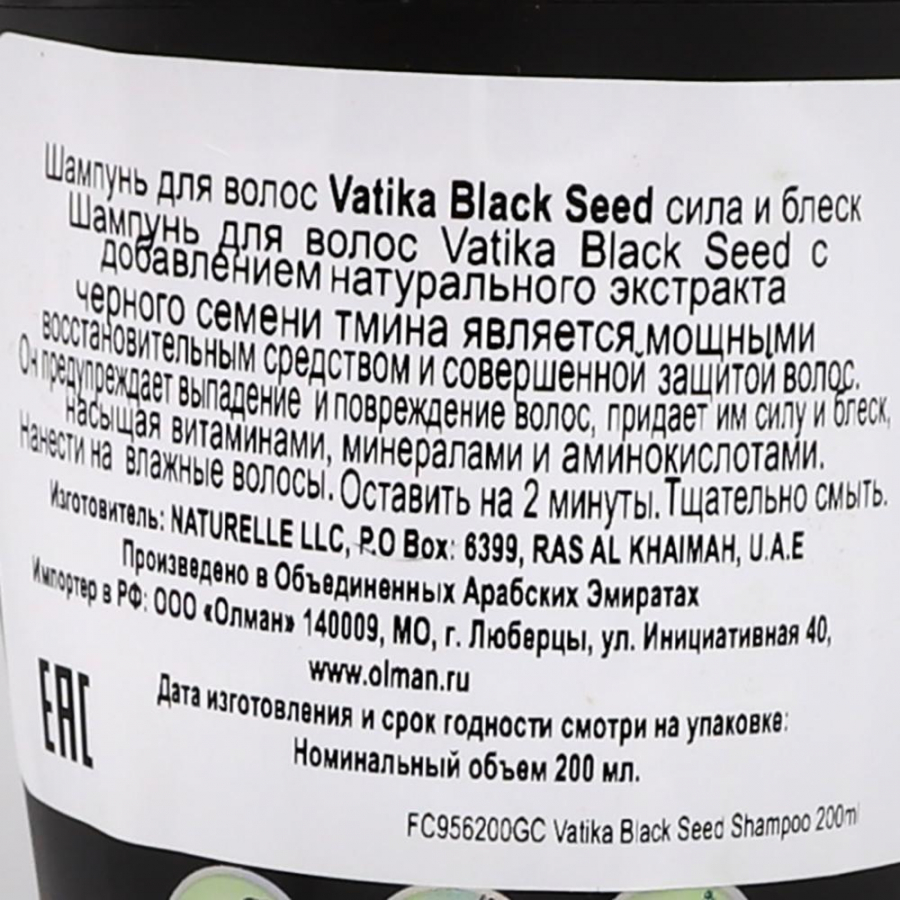 Шампунь для волос Vatika Black Seed сила и блеск
Шампунь для волос Vatika Black Seed с
добавлением натурального экстракта
черного семени тмина является мощными
восстановительным средством и совершенной защитой волос.
Он предупреждает выпадение и повреждение волос, придает им силу и блеск,
насыщая витаминами, минералами и аминокислотами.
Нанести на влажные волосы. Оставить на 2 минуты. Тщательно смыть.
Изготовитель: NATURELLE LLC, P.O Box: 6399, RAS AL KHAIMAH, U.A.E
Произведено в Объединенных Арабских Эмиратах
Импортер в РФ: ООО «Олман» 140009, МО, г. Люберцы, ул. Инициативная 40,
www.olman.ru
EAC
Дата изготовления и срок годности смотри на упаковке:
Номинальный объем 200 мл.
FC956200GC Vatika Black Seed Shampoo 200ml